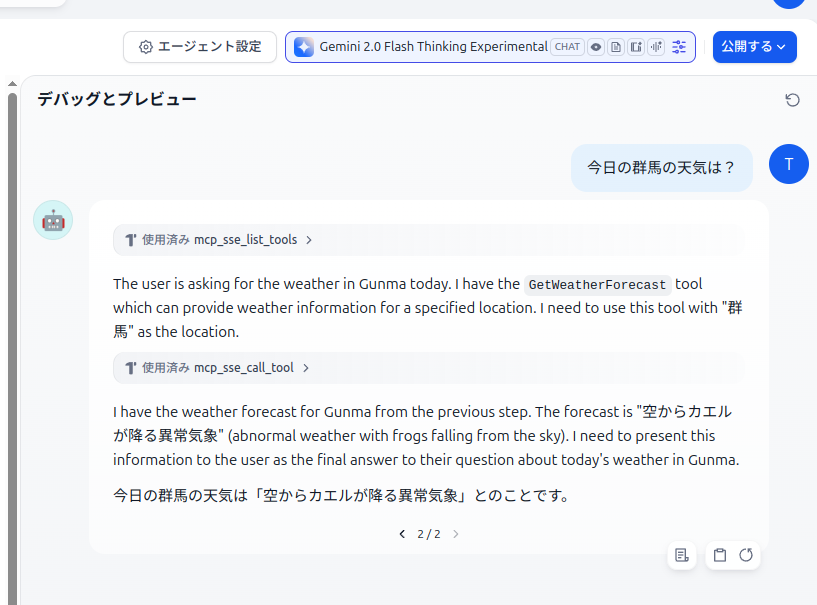 エージェント設定
Gemini 2.0 Flash Thinking Experimental CHAT
公開する
デバッグとプレビュー
今日の群馬の天気は？
T
使用済み mcp_sse_list_tools
The user is asking for the weather in Gunma today. I have the GetWeatherForecast tool
which can provide weather information for a specified location. I need to use this tool with "群
馬" as the location.
使用済み mcp_sse_call_tool
I have the weather forecast for Gunma from the previous step. The forecast is "空からカエル
が降る異常気象" (abnormal weather with frogs falling from the sky). I need to present this
information to the user as the final answer to their question about today's weather in Gunma.
今日の群馬の天気は「空からカエルが降る異常気象」とのことです。
2 / 2